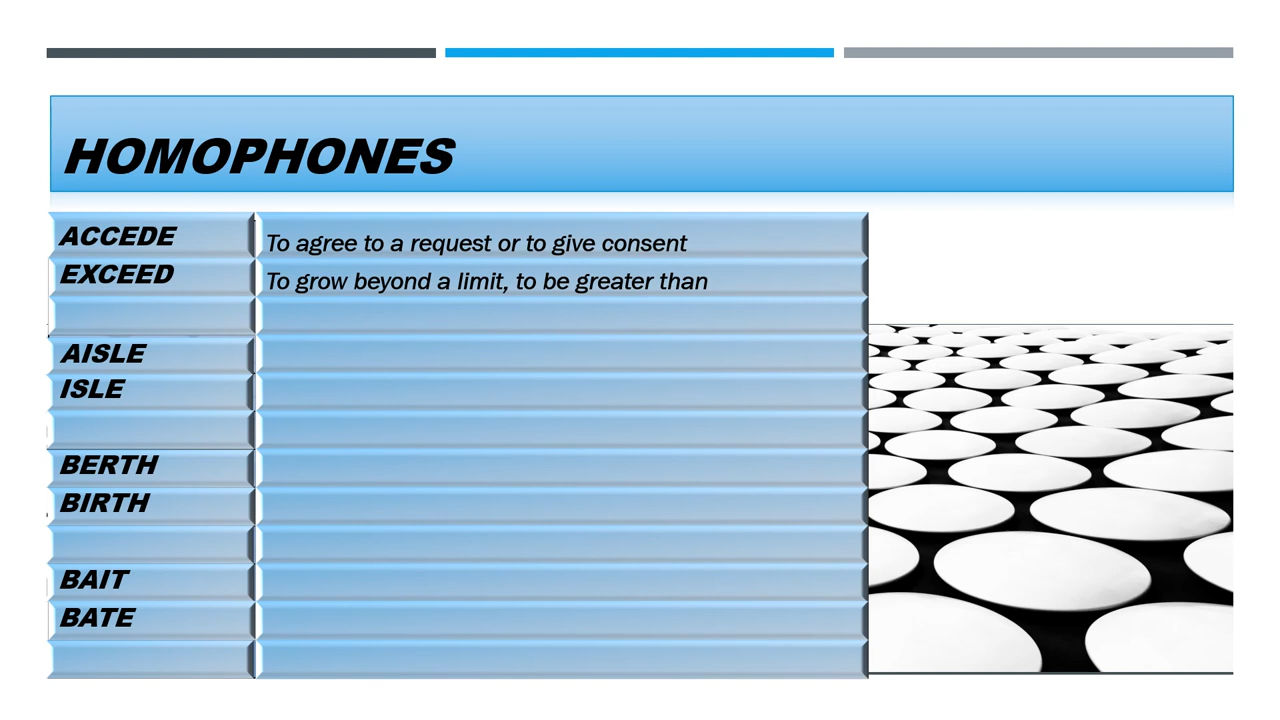 HOMOPHONES
ACCEDE To agree to a request or to give consent
EXCEED To grow beyond a limit, to be greater than
AISLE
ISLE
BERTH
BIRTH
BAIT
BATE